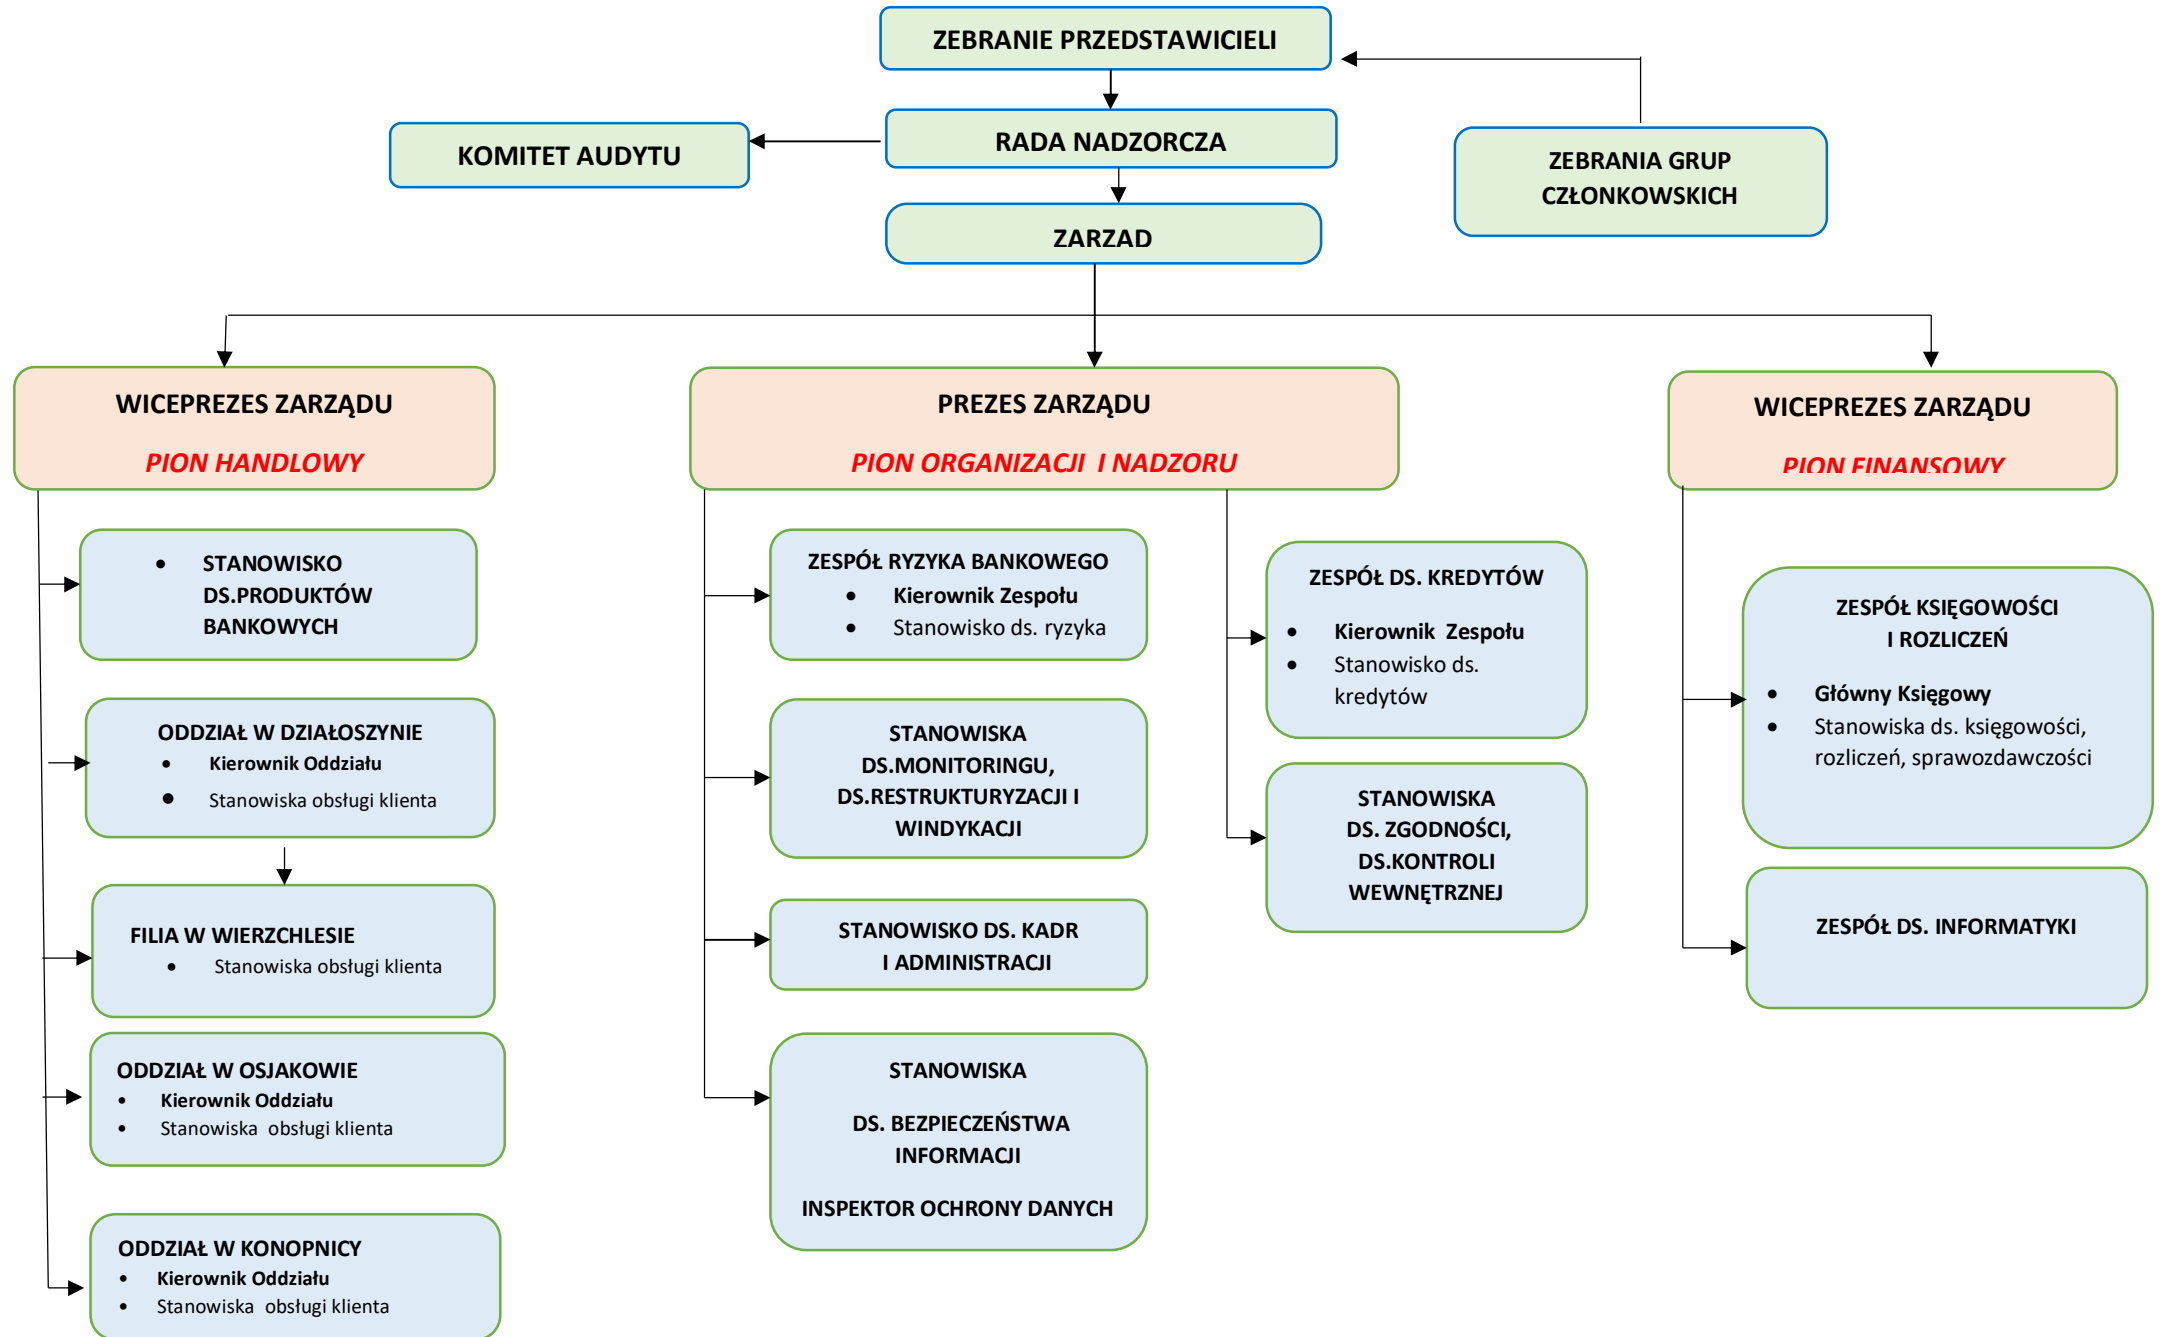 ZEBRANIE PRZEDSTAWICIELI
RADA NADZORCZA
KOMITET AUDYTU
ZEBRANIA GRUP
CZŁONKOWSKICH
ZARZAD
WICEPREZES ZARZĄDU
PION HANDLOWY
• STANOWISKO
DS.PRODUKTÓW
BANKOWYCH
ODDZIAŁ W DZIAŁOSZYNIE
• Kierownik Oddziału
• Stanowiska obsługi klienta
FILIA W WIERZCHLESIE
• Stanowiska obsługi klienta
ODDZIAŁ W OSJAKOWIE
• Kierownik Oddziału
• Stanowiska obsługi klienta
ODDZIAŁ W KONOPNICY
• Kierownik Oddziału
• Stanowiska obsługi klienta
PREZES ZARZĄDU
PION ORGANIZACJI I NADZORU
ZESPÓŁ RYZYKA BANKOWEGO
• Kierownik Zespołu
• Stanowisko ds. ryzyka
STANOWISKA
DS.MONITORINGU,
DS.RESTRUKTURYZACJI I
WINDYKACJI
STANOWISKO DS. KADR
I ADMINISTRACJI
STANOWISKA
DS. BEZPIECZEŃSTWA
INFORMACJI
INSPEKTOR OCHRONY DANYCH
ZESPÓŁ DS. KREDYTÓW
• Kierownik Zespołu
• Stanowisko ds.
kredytów
STANOWISKA
DS. ZGODNOŚCI,
DS.KONTROLI
WEWNĘTRZNEJ
WICEPREZES ZARZĄDU
PION FINANSOWY
ZESPÓŁ KSIĘGOWOŚCI
I ROZLICZEŃ
• Główny Księgowy
• Stanowiska ds. księgowości,
rozliczeń, sprawozdawczości
ZESPÓŁ DS. INFORMATYKI